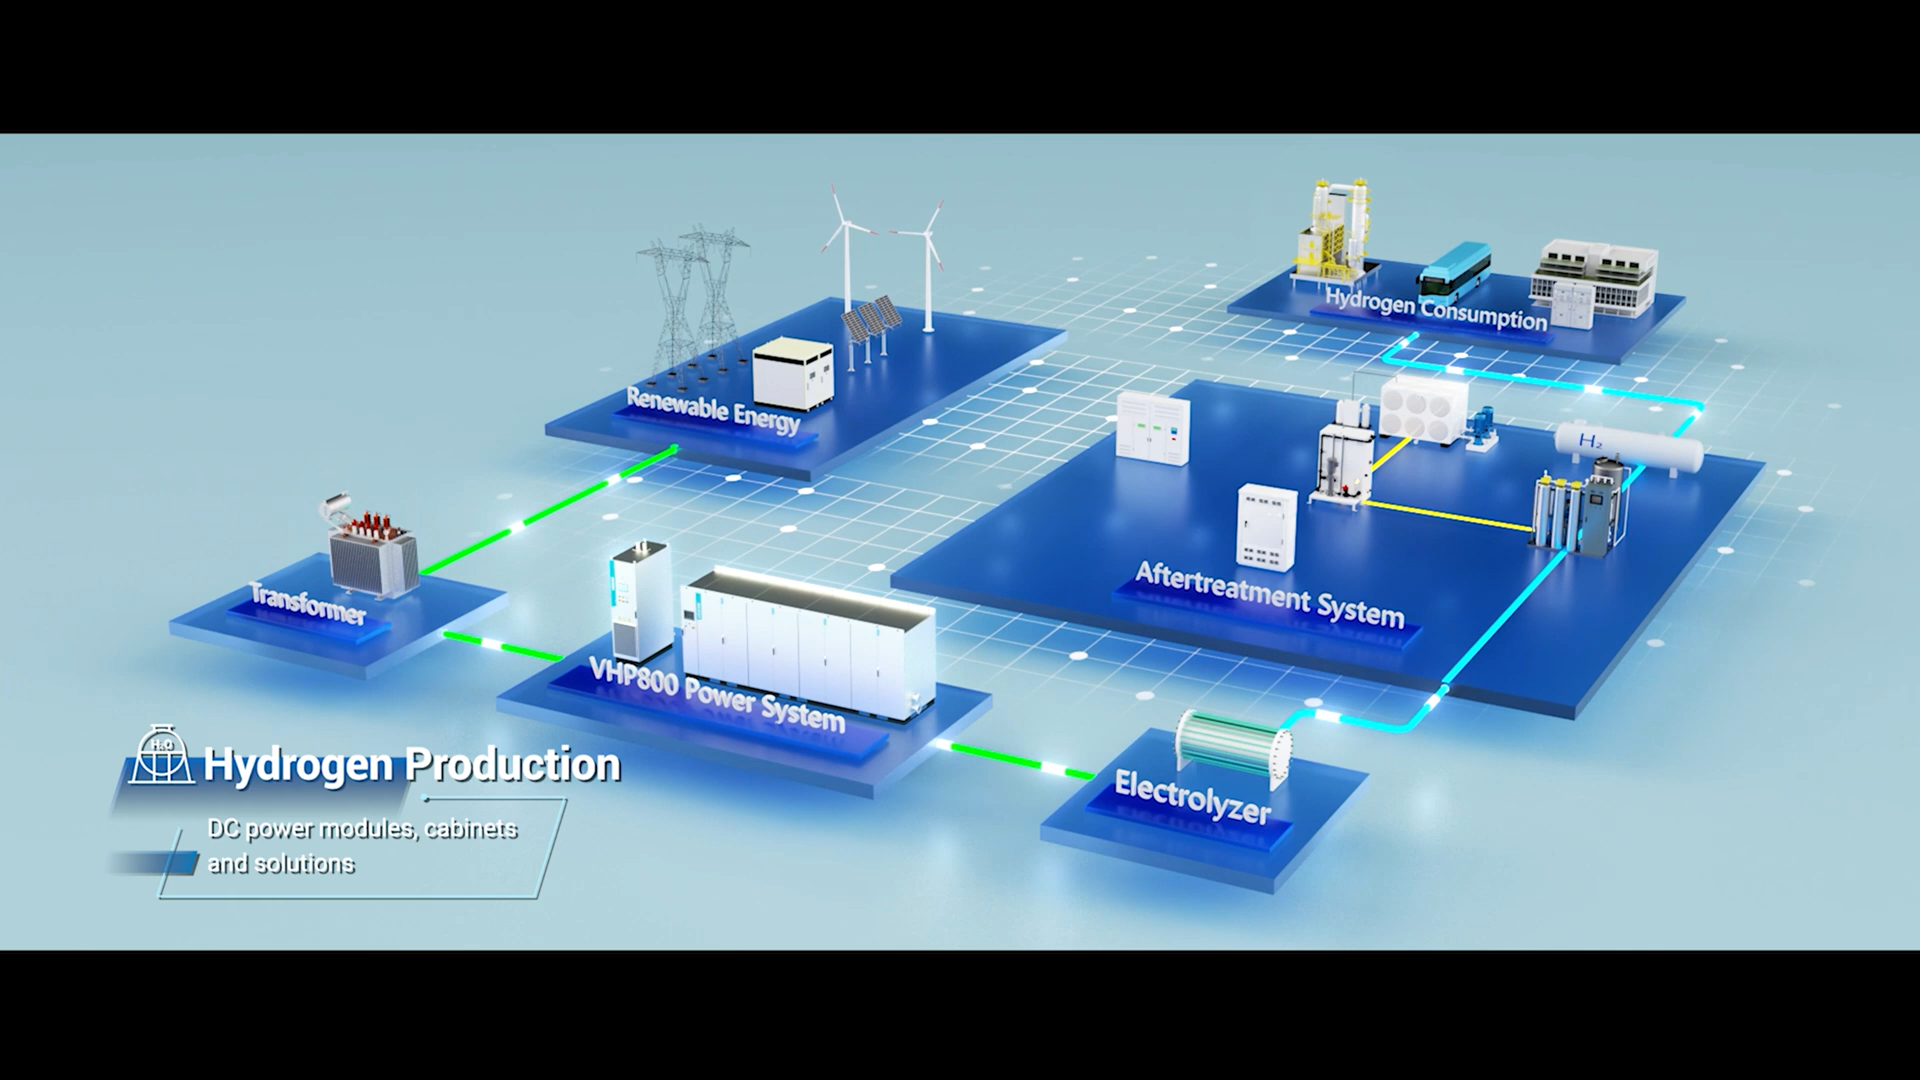 Hydrogen Consumption
Renewable Energy
H₂
Transformer
Aftertreatment System
VHP800 Power System
Electrolyzer
H₂O
Hydrogen Production
DC power modules, cabinets
and solutions